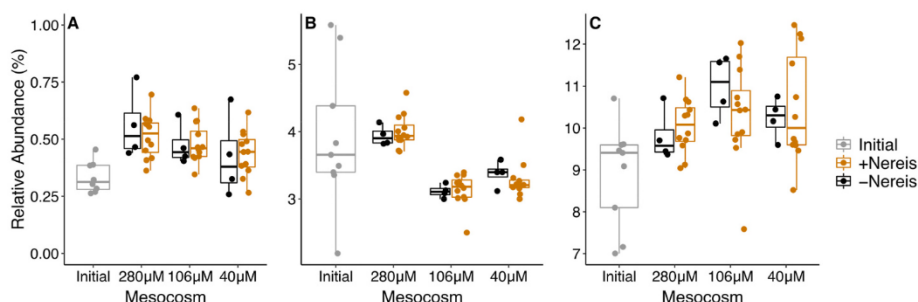 A
B
C
Relative Abundance (%)
1.00
0.75
0.50
0.25
0.00
5
4
3
12
11
10
9
8
7
Initial
+Nereis
−Nereis
Initial 280µM 106µM 40µM
Initial 280µM 106µM 40µM
Initial 280µM 106µM 40µM
Mesocosm
Mesocosm
Mesocosm